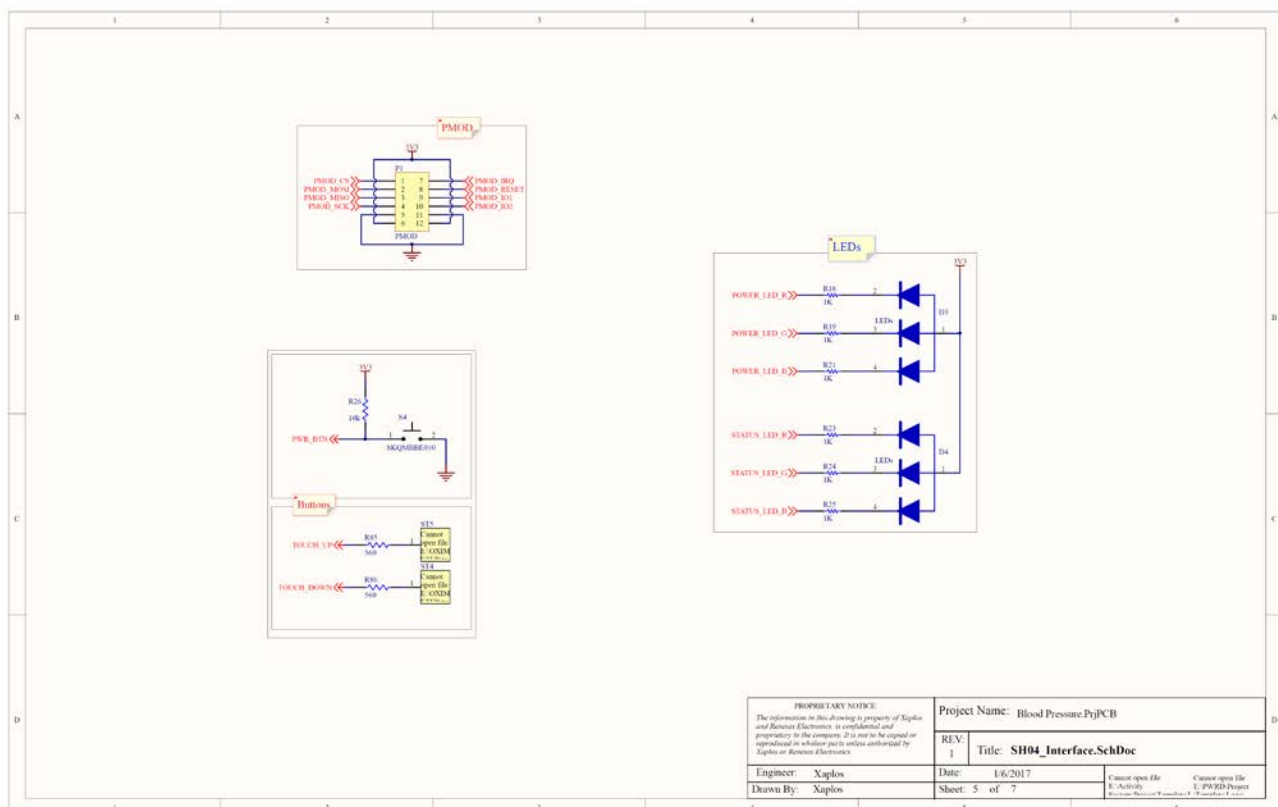 1 2 3 4 5 6
A A
PMOD
3V3
P1
PMOD_CS 1 7 PMOD_IRQ
PMOD_MOSI 2 8 PMOD_RESET
PMOD_MISO 3 9 PMOD_IO1
PMOD_SCK 4 10 PMOD_IO2
5 11
6 12
PMOD
LEDs
3V3
POWER_LED_R R18 2
1K
D3
B B
POWER_LED_G R19 3 LEDs 1
1K
POWER_LED_B R21 4
1K
3V3
R26
10k
S4
PWR_BTN 1 2
SKQMBBE010
STATUS_LED_R R23 2
1K
D4
STATUS_LED_G R24 3 LEDs 1
1K
STATUS_LED_B R25 4
1K
Buttons
C C
ST5
TOUCH_UP R85 1
560
Cannot
open file
E:\OXIM
ST4
TOUCH_DOWN R86 1
560
Cannot
open file
E:\OXIM
D D
PROPRIETARY NOTICE
The information in this drawing is property of Xaplos
and Renesas Electronics is confidential and
proprietary to the company. It is not to be copied or
reproduced in whole or parts unless authorized by
Xaplos or Renesas Electronics.
Project Name: Blood Pressure.PrjPCB
REV:
1
Title: SH04_Interface.SchDoc
Engineer: Xaplos
Date: 1/6/2017
Drawn By: Xaplos
Sheet: 5 of 7
Cannot open file
E:\Activity
Cannot open file
E:\PWRD\Project